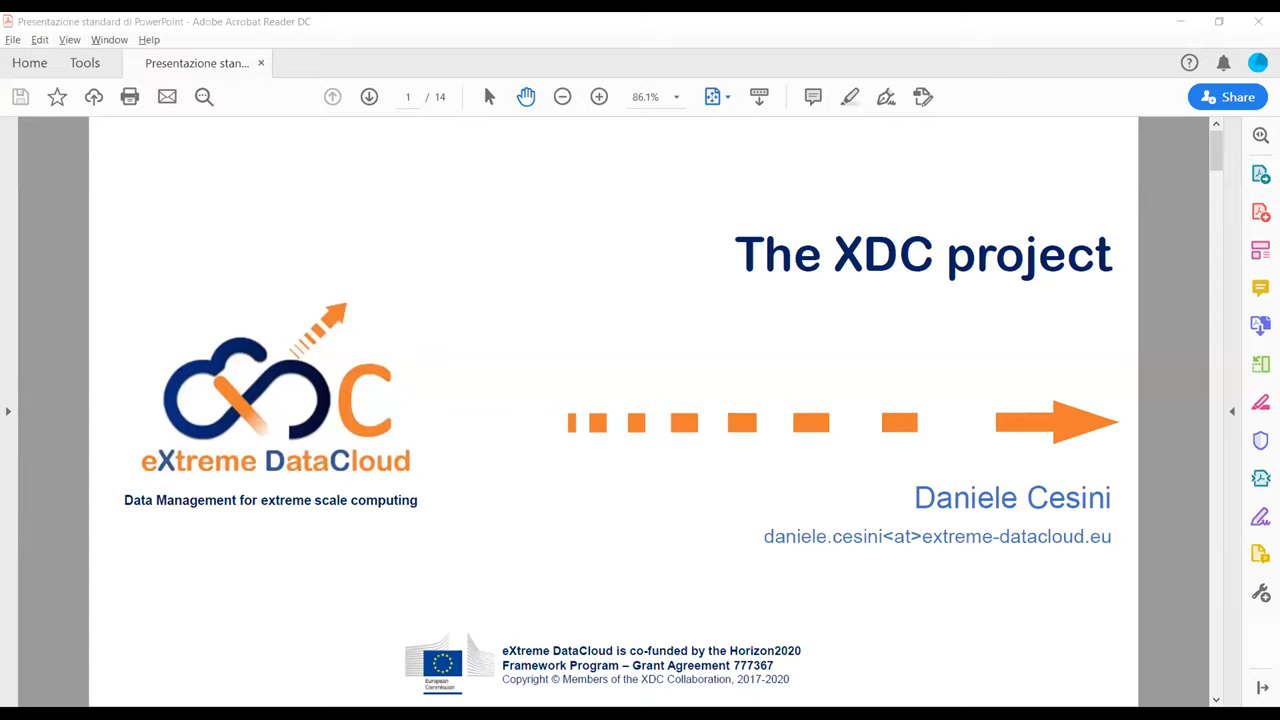 Presentazione standard di PowerPoint - Adobe Acrobat Reader DC
File Edit View Window Help
Home Tools Presentazione stan... ×
1 / 14 86.1% Share
The XDC project
XDC
eXtreme DataCloud
Data Management for extreme scale computing
Daniele Cesini
daniele.cesini<at>extreme-datacloud.eu
eXtreme DataCloud is co-funded by the Horizon2020
Framework Program – Grant Agreement 777367
Copyright © Members of the XDC Collaboration, 2017-2020
European
Commission